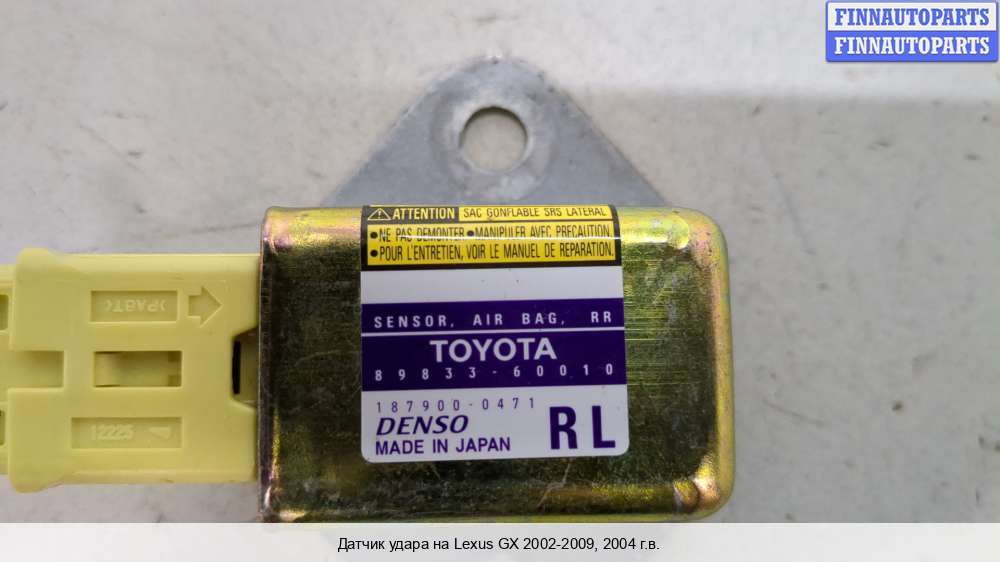 FINNAUTOPARTS
FINNAUTOPARTS
ATTENTION SAC GONFLABLE SRS LATERAL
•NE PAS DEMONTER •MANIPULER AVEC PRECAUTION
•POUR L'ENTRETIEN, VOIR LE MANUEL DE REPARATION.
SENSOR, AIR BAG, RR
TOYOTA
89833-60010
187900-0471
DENSO
RL
MADE IN JAPAN
>PABT<
12225
Датчик удара на Lexus GX 2002-2009, 2004 г.в.